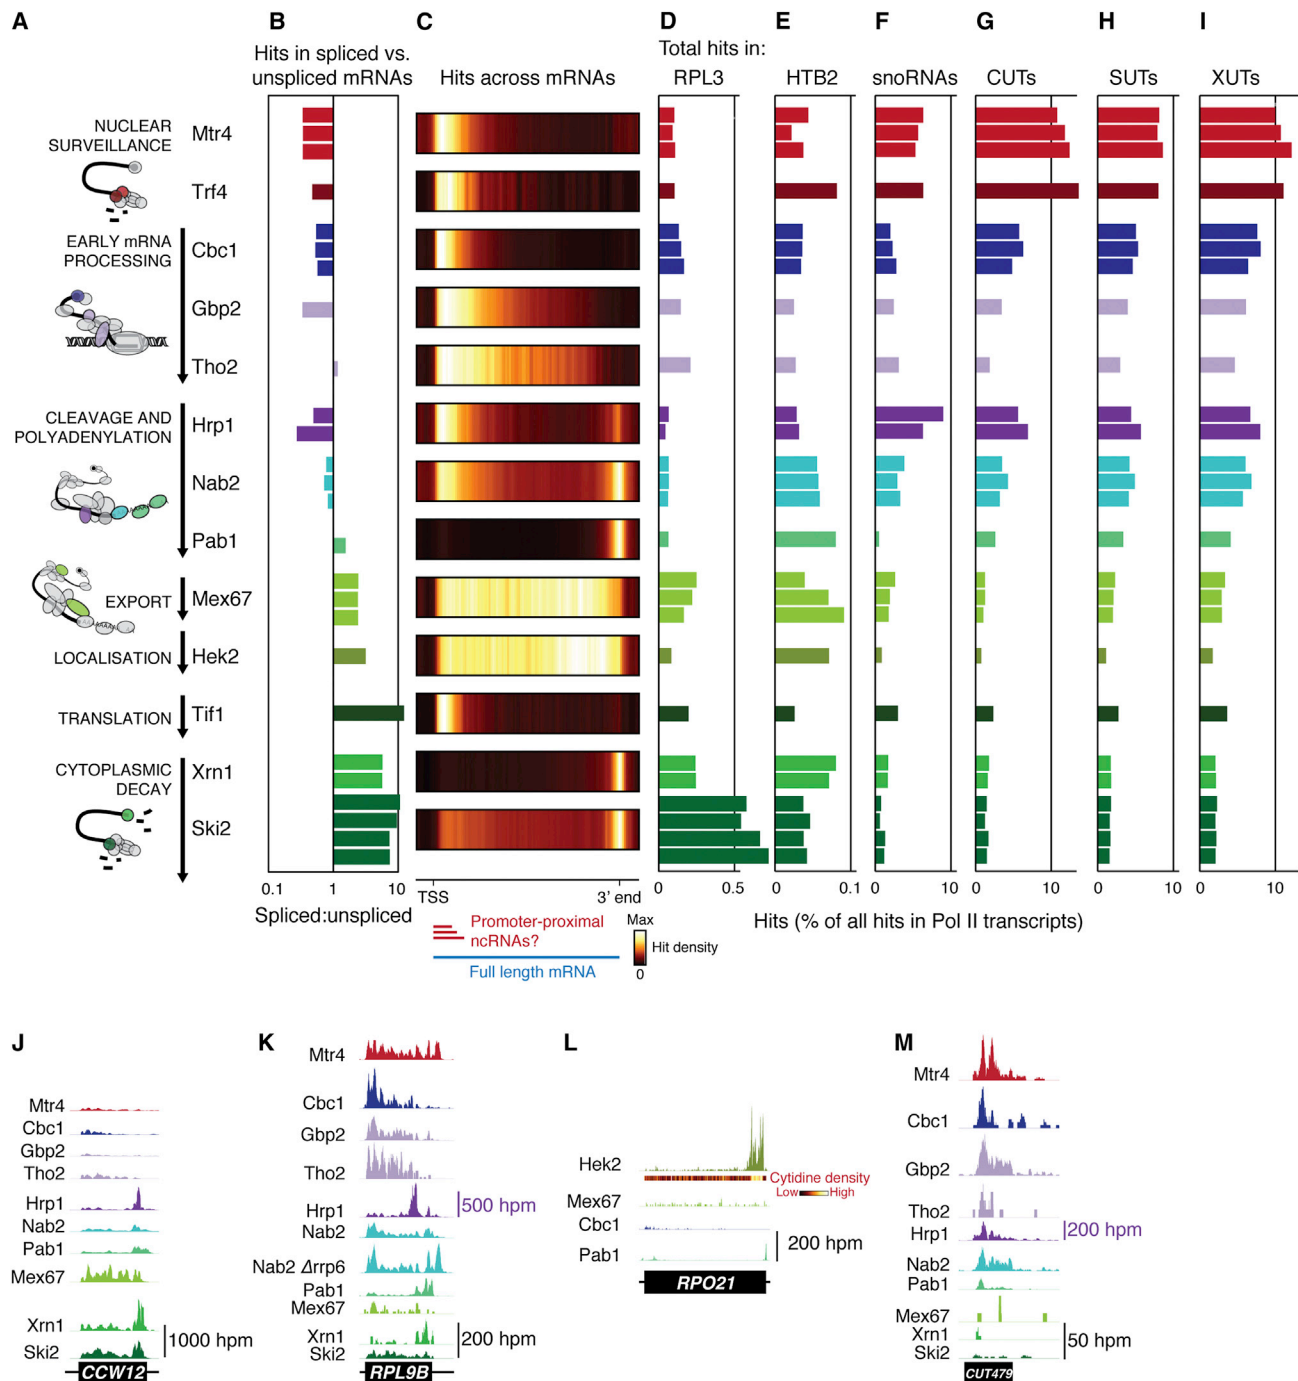 A
B
C
D
E
F
G
H
I
Hits in spliced vs.
unspliced mRNAs
Hits across mRNAs
Total hits in:
RPL3
HTB2
snoRNAs
CUTs
SUTs
XUTs
NUCLEAR
SURVEILLANCE
Mtr4
Trf4
EARLY mRNA
PROCESSING
Cbc1
Gbp2
Tho2
CLEAVAGE AND
POLYADENYLATION
Hrp1
Nab2
Pab1
EXPORT
Mex67
LOCALISATION
Hek2
TRANSLATION
Tif1
CYTOPLASMIC
DECAY
Xrn1
Ski2
0.1 1 10
Spliced:unspliced
TSS 3' end
0 0.5
0 0.1
0 10
0 10
0 10
0 10
Hits (% of all hits in Pol II transcripts)
Promoter-proximal
ncRNAs?
Full length mRNA
Max
Hit density
0
J
Mtr4
Cbc1
Gbp2
Tho2
Hrp1
Nab2
Pab1
Mex67
Xrn1
Ski2
1000 hpm
CCW12
K
Mtr4
Cbc1
Gbp2
Tho2
Hrp1
500 hpm
Nab2
Nab2 Δrrp6
Pab1
Mex67
Xrn1
Ski2
200 hpm
RPL9B
L
Hek2
Cytidine density
Low High
Mex67
Cbc1
Pab1
200 hpm
RPO21
M
Mtr4
Cbc1
Gbp2
Tho2
Hrp1
200 hpm
Nab2
Pab1
Mex67
Xrn1
Ski2
50 hpm
CUT479